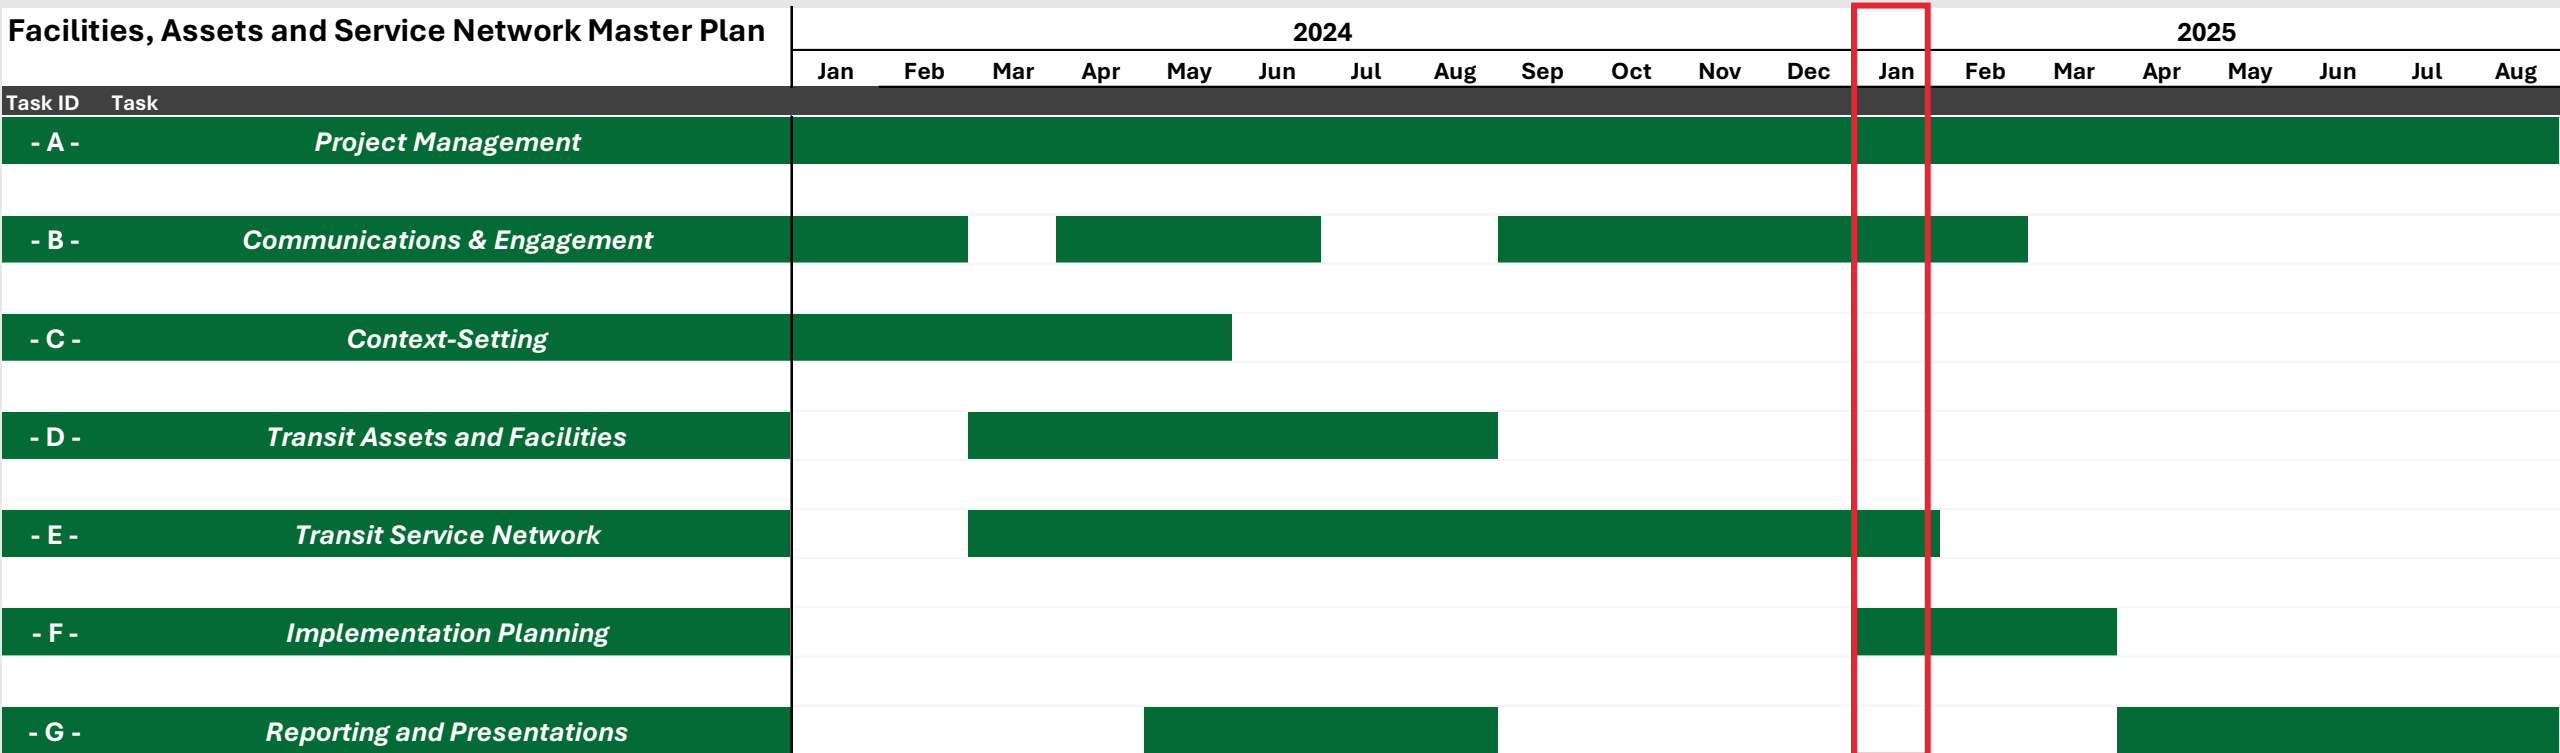 Facilities, Assets and Service Network Master Plan
2024 2025
Jan Feb Mar Apr May Jun Jul Aug Sep Oct Nov Dec Jan Feb Mar Apr May Jun Jul Aug
Task ID Task
- A - Project Management
- B - Communications & Engagement
- C - Context-Setting
- D - Transit Assets and Facilities
- E - Transit Service Network
- F - Implementation Planning
- G - Reporting and Presentations